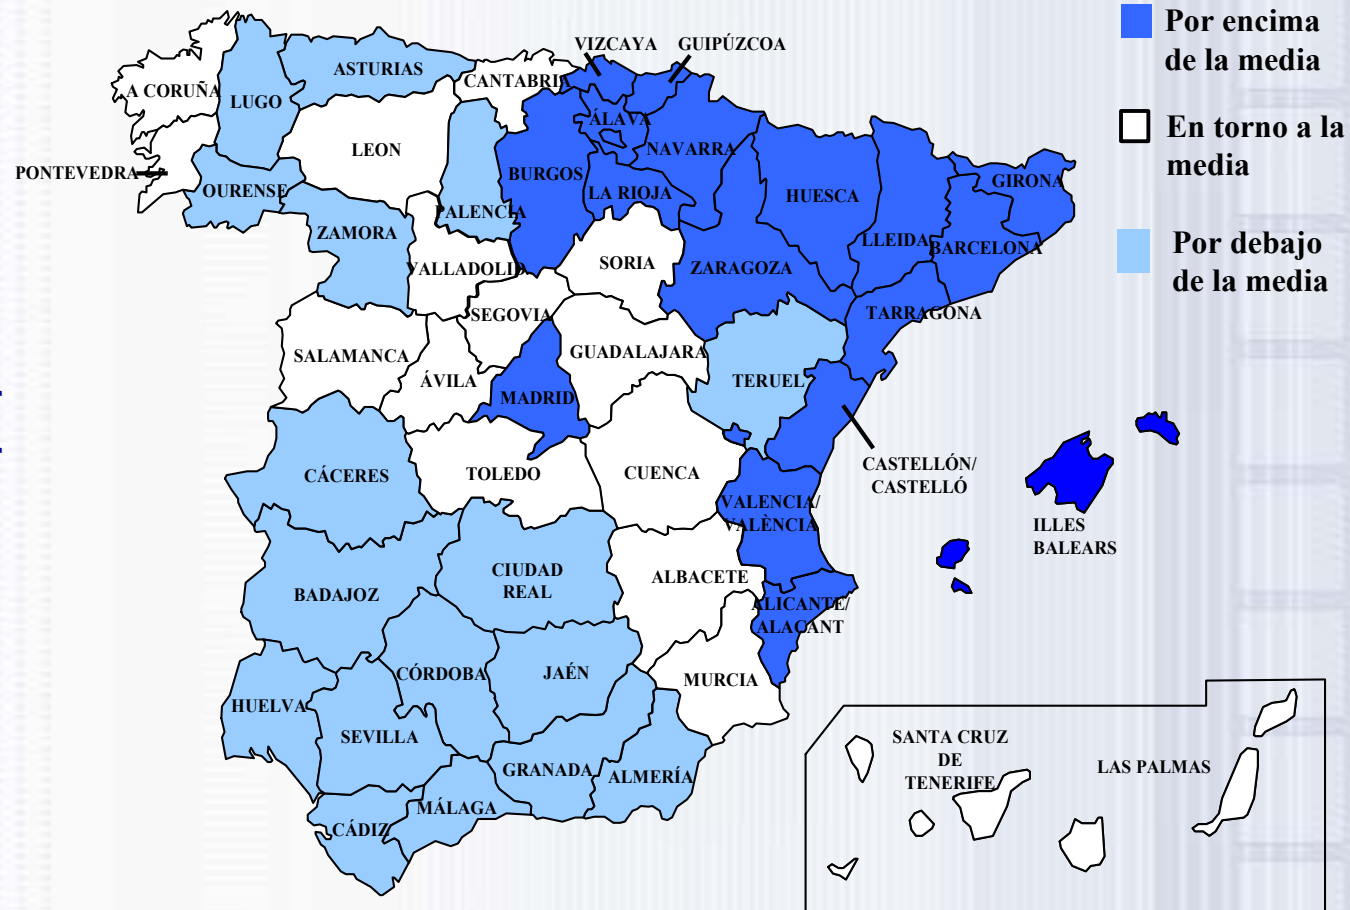 Por encima
de la media
En torno a la
media
Por debajo
de la media
VIZCAYA
GUIPÚZCOA
ASTURIAS
CANTABRIA
A CORUÑA
LUGO
ÁLAVA
LEON
NAVARRA
PONTEVEDRA
OURENSE
BURGOS
LA RIOJA
HUESCA
GIRONA
PALENCIA
ZAMORA
LLEIDA
BARCELONA
VALLADOLID
SORIA
ZARAGOZA
SEGOVIA
TARRAGONA
SALAMANCA
GUADALAJARA
ÁVILA
TERUEL
MADRID
CÁCERES
TOLEDO
CUENCA
CASTELLÓN/
CASTELLÓ
VALENCIA/
VALÈNCIA
ILLES
BALEARS
CIUDAD
REAL
BADAJOZ
ALBACETE
ALICANTE/
ALACANT
CÓRDOBA
JAÉN
MURCIA
HUELVA
SEVILLA
GRANADA
ALMERÍA
MÁLAGA
CÁDIZ
SANTA CRUZ
DE
TENERIFE
LAS PALMAS